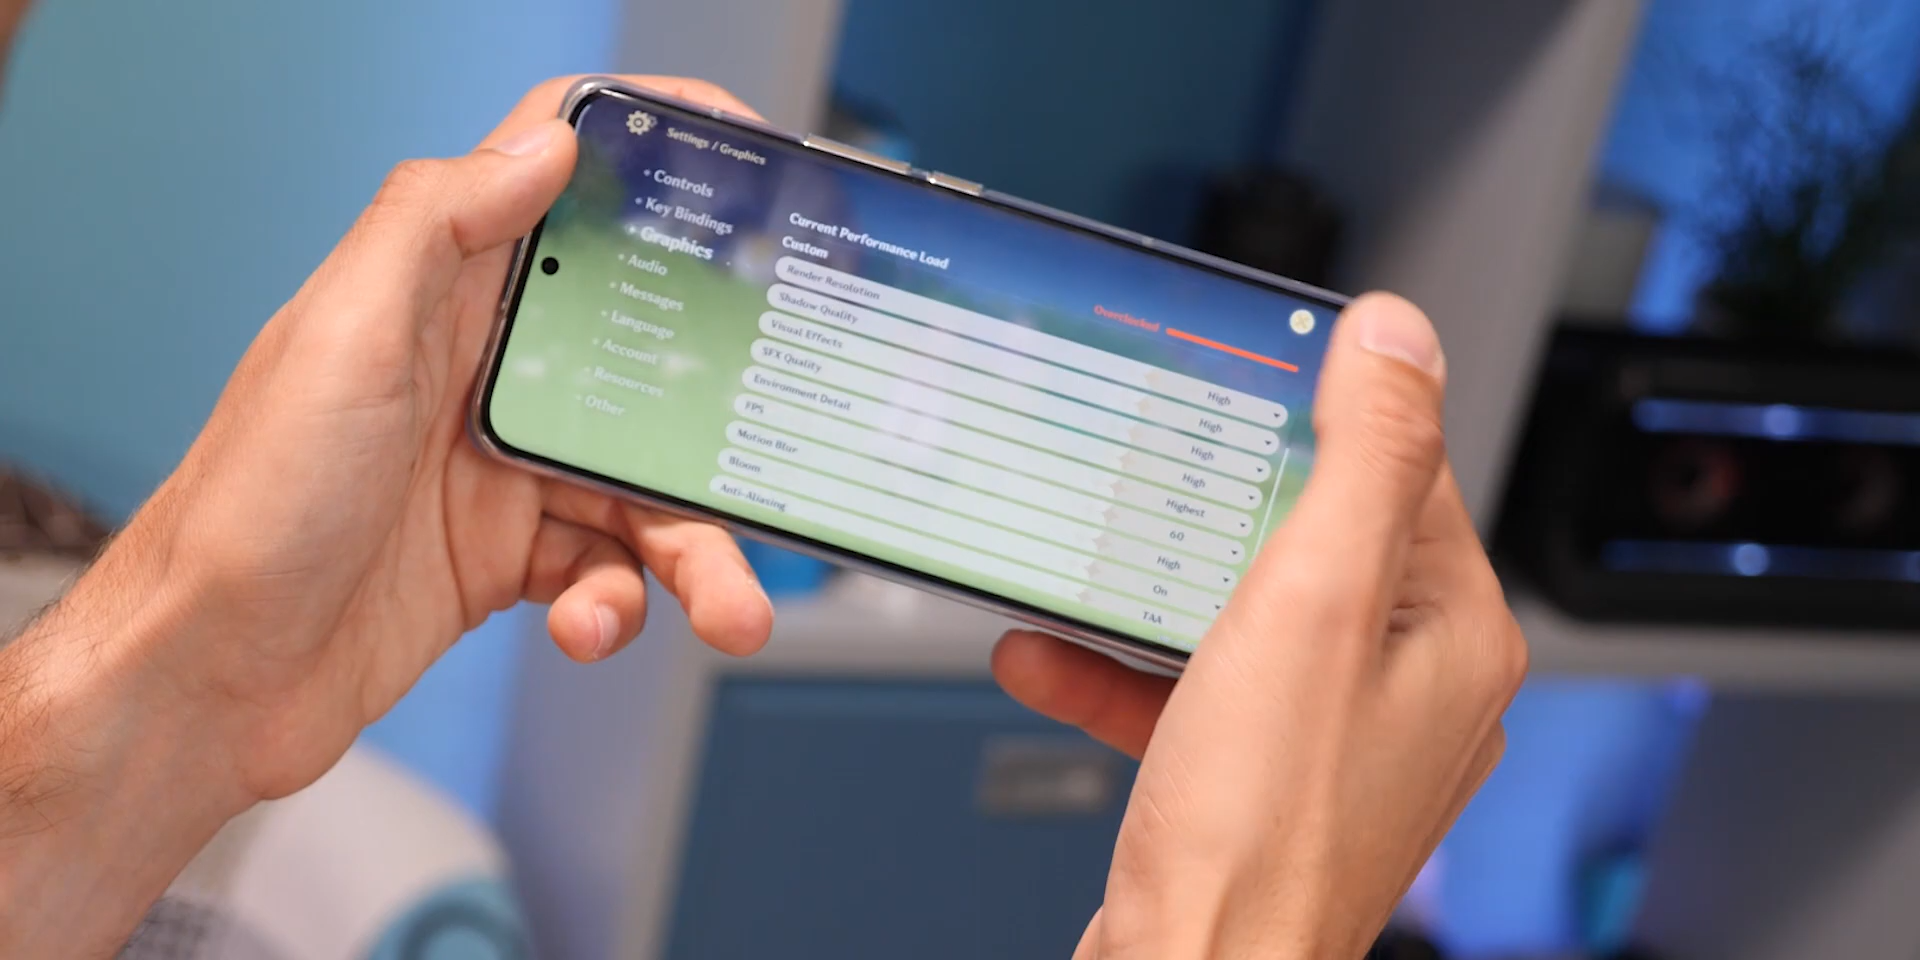 Settings / Graphics
Controls
Key Bindings
Graphics
Audio
Messages
Language
Account
Resources
Other
Current Performance Load
Custom
Overclocked
Render Resolution High
Shadow Quality High
Visual Effects High
SFX Quality High
Environment Detail Highest
FPS 60
Motion Blur High
Bloom On
Anti-Aliasing TAA